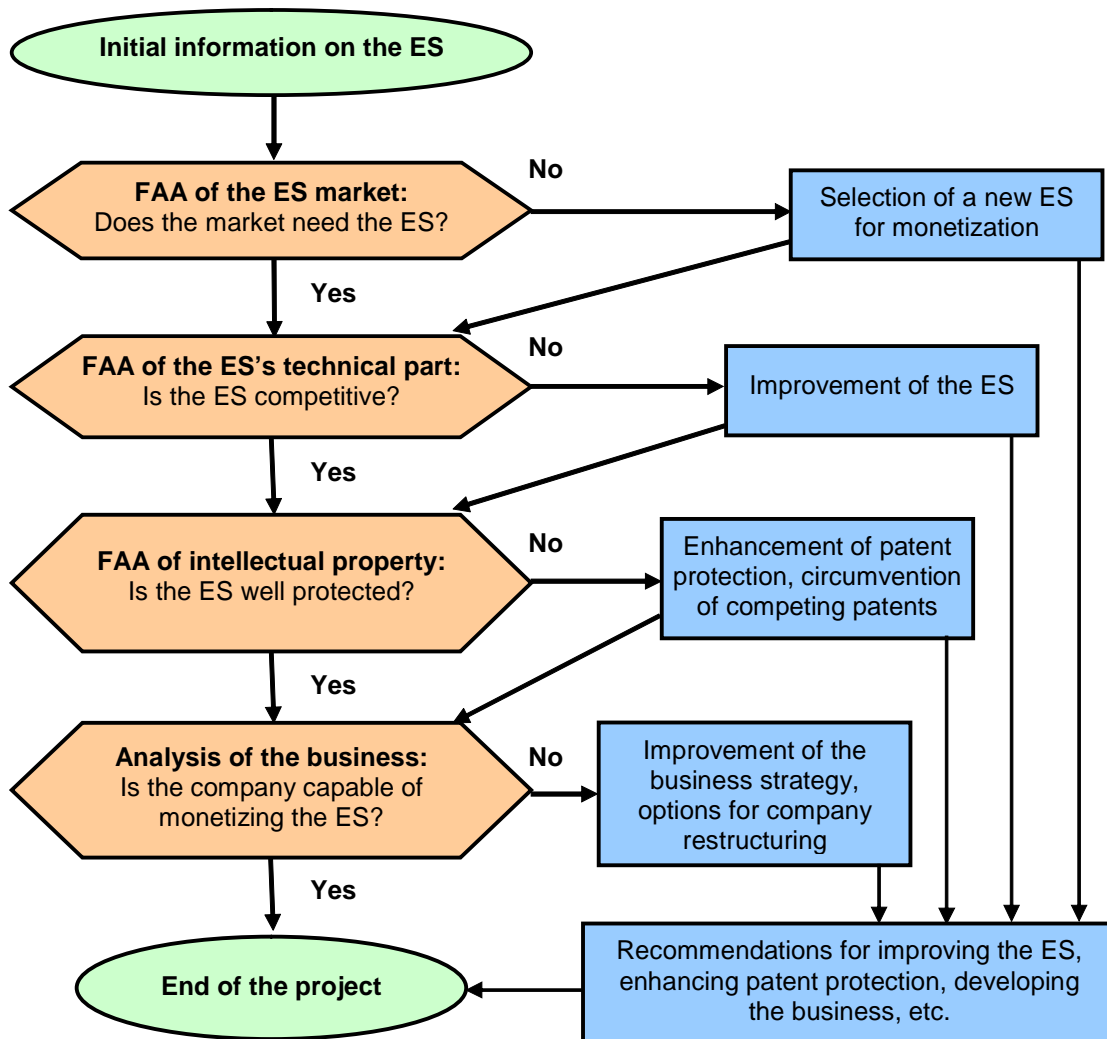 Initial information on the ES
No
FAA of the ES market:
Does the market need the ES?
Selection of a new ES
for monetization
Yes
No
FAA of the ES’s technical part:
Is the ES competitive?
Improvement of the ES
Yes
No
FAA of intellectual property:
Is the ES well protected?
Enhancement of patent
protection, circumvention
of competing patents
Yes
No
Analysis of the business:
Is the company capable of
monetizing the ES?
Improvement of the
business strategy,
options for company
restructuring
Yes
Recommendations for improving the ES,
enhancing patent protection, developing
the business, etc.
End of the project